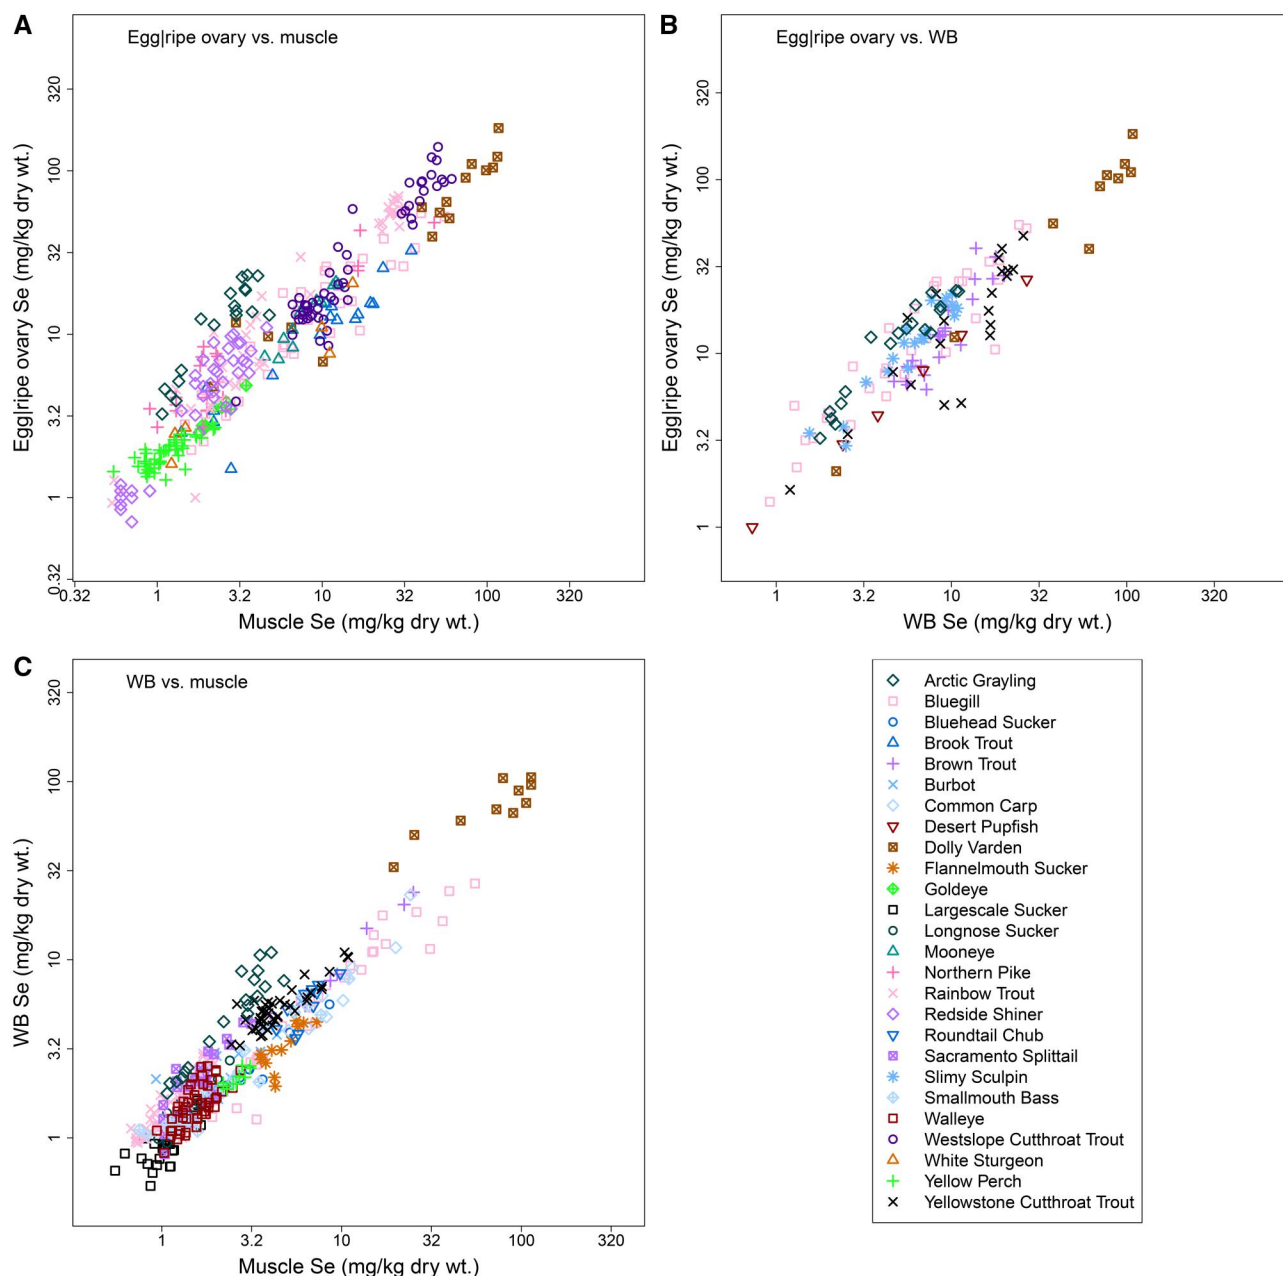 A
Egg|ripe ovary vs. muscle
Egg|ripe ovary Se (mg/kg dry wt.)
320
100
32
10
3.2
1
0.32
0.32 1 3.2 10 32 100 320
Muscle Se (mg/kg dry wt.)
B
Egg|ripe ovary vs. WB
Egg|ripe ovary Se (mg/kg dry wt.)
320
100
32
10
3.2
1
1 3.2 10 32 100 320
WB Se (mg/kg dry wt.)
C
WB vs. muscle
WB Se (mg/kg dry wt.)
320
100
32
10
3.2
1
1 3.2 10 32 100 320
Muscle Se (mg/kg dry wt.)
Arctic Grayling
Bluegill
Bluehead Sucker
Brook Trout
Brown Trout
Burbot
Common Carp
Desert Pupfish
Dolly Varden
Flannelmouth Sucker
Goldeye
Largescale Sucker
Longnose Sucker
Mooneye
Northern Pike
Rainbow Trout
Redside Shiner
Roundtail Chub
Sacramento Splittail
Slimy Sculpin
Smallmouth Bass
Walleye
Westslope Cutthroat Trout
White Sturgeon
Yellow Perch
Yellowstone Cutthroat Trout